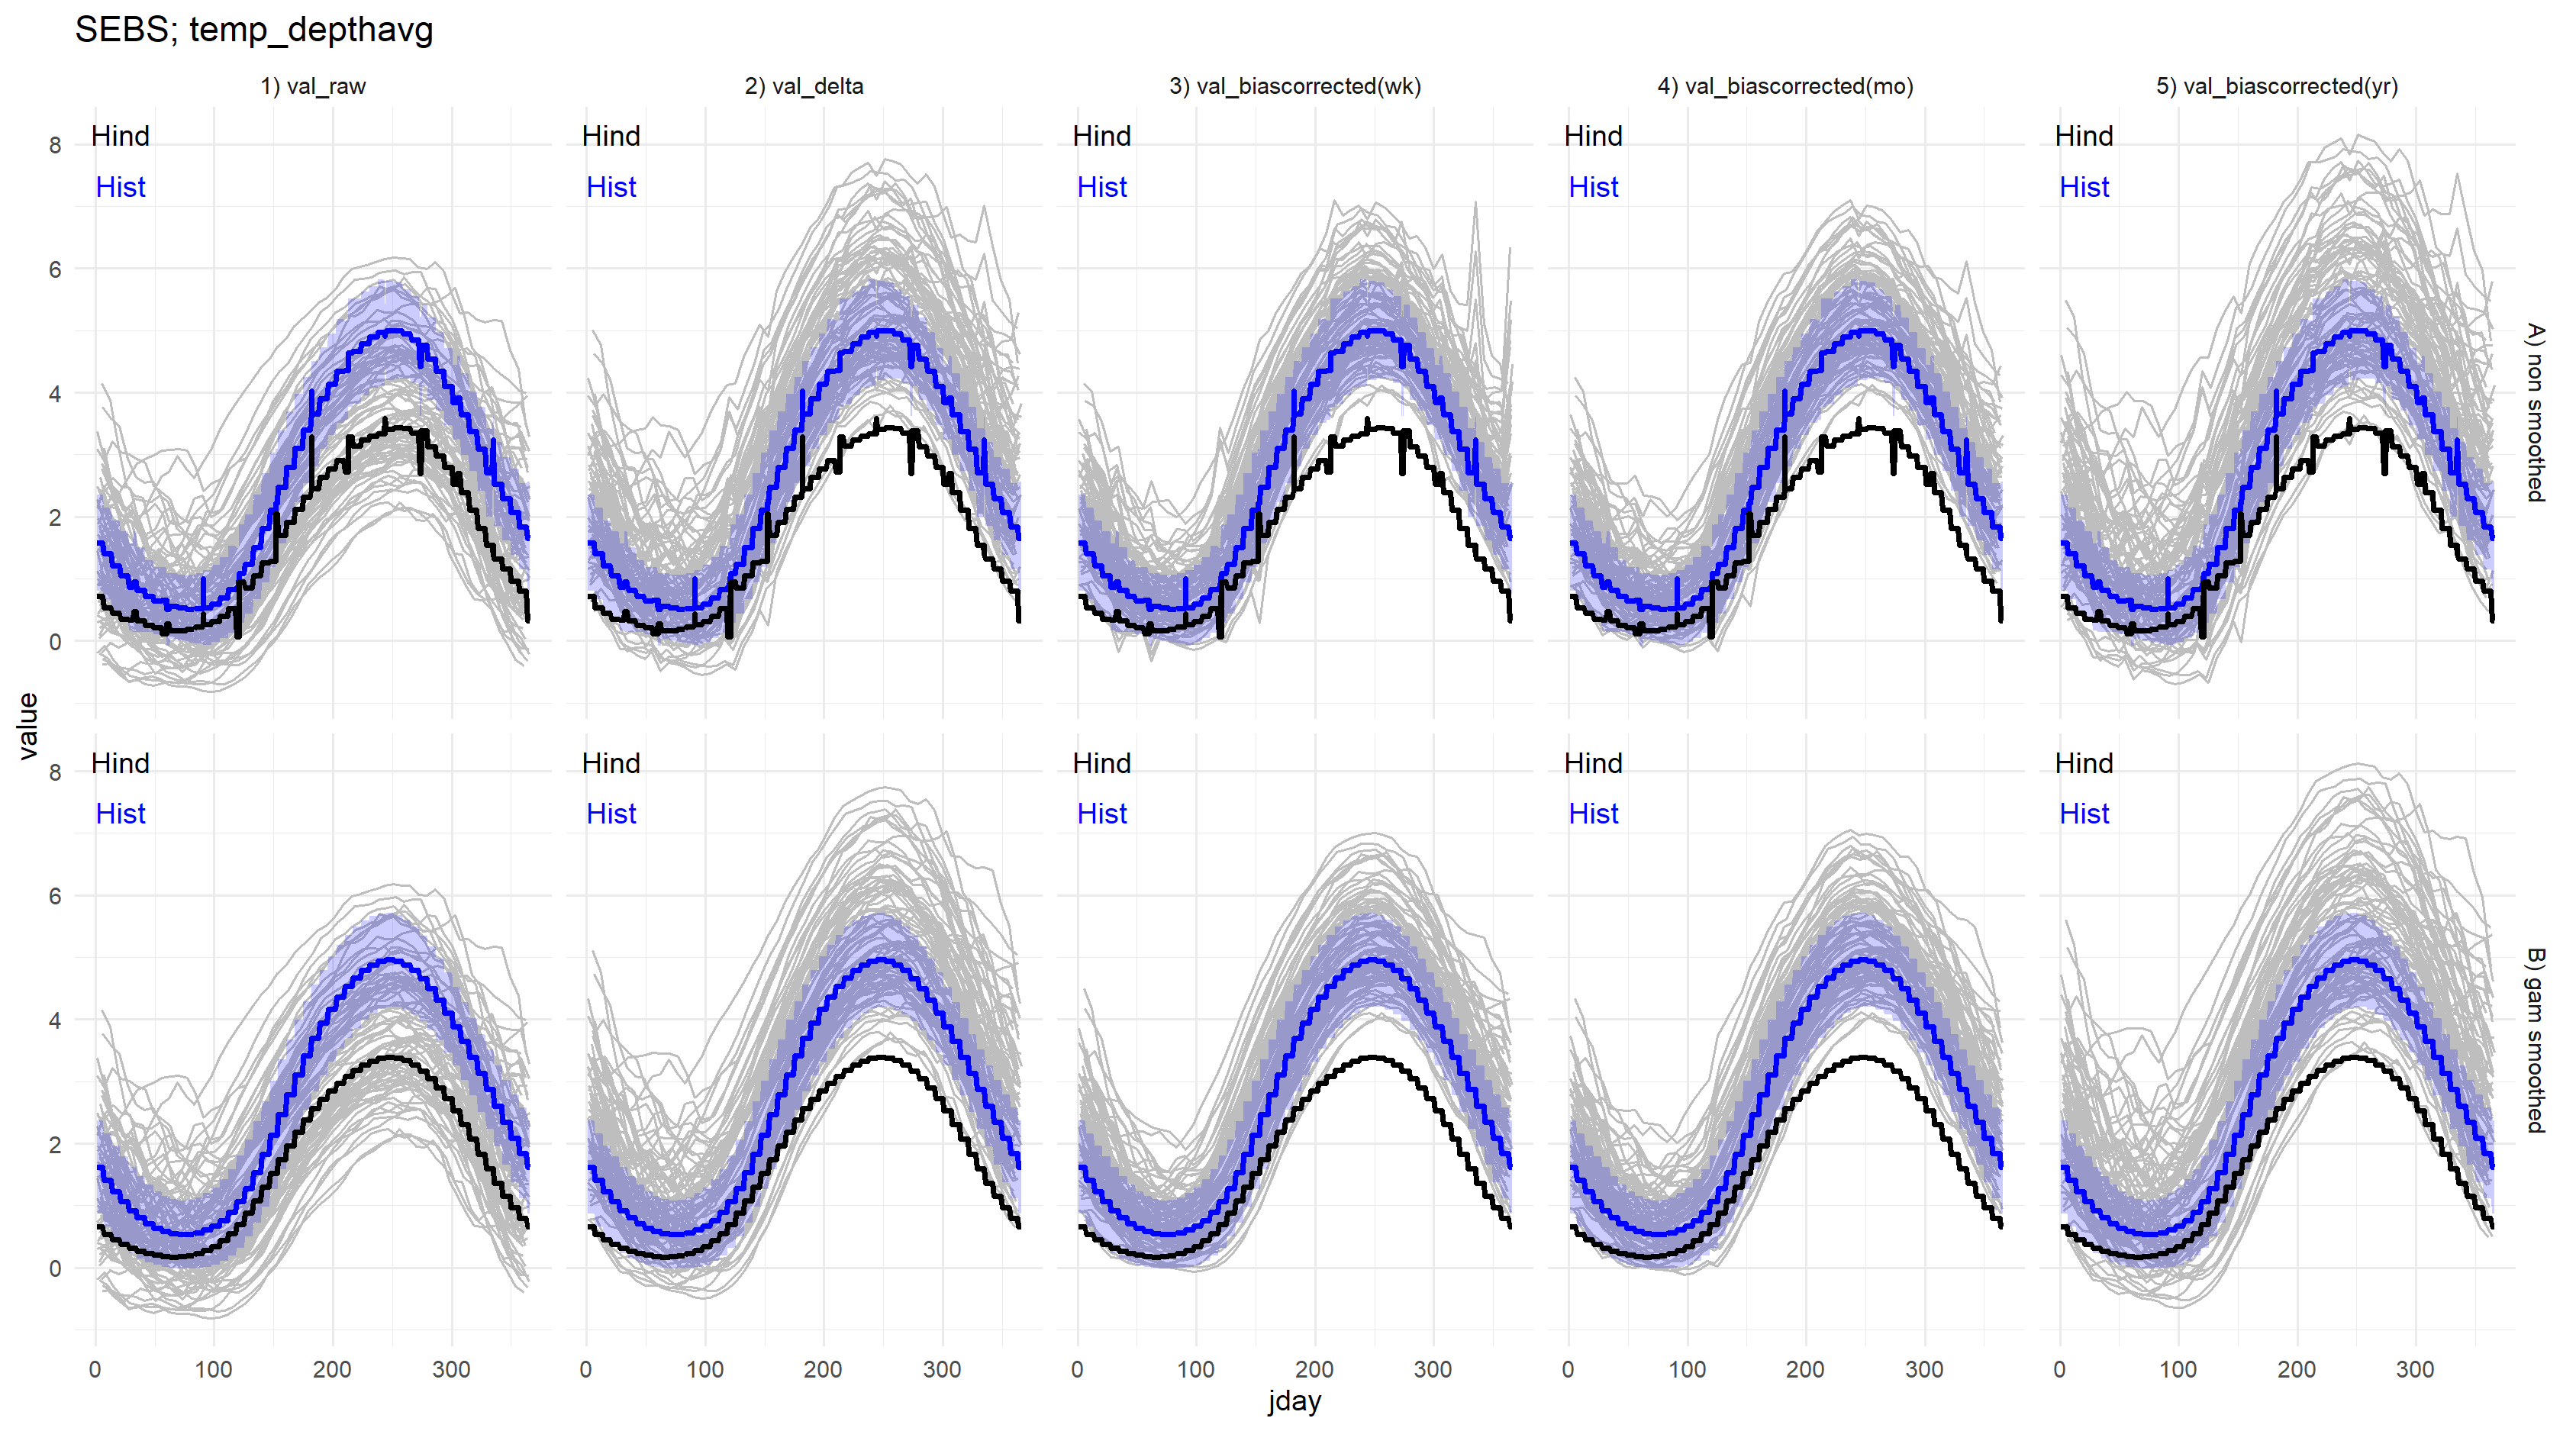 SEBS; temp_depthavg
1) val_raw
2) val_delta
3) val_biascorrected(wk)
4) val_biascorrected(mo)
5) val_biascorrected(yr)
Hind
Hist
Hind
Hist
Hind
Hist
Hind
Hist
Hind
Hist
8
6
4
2
0
A) non smoothed
value
Hind
Hist
Hind
Hist
Hind
Hist
Hind
Hist
Hind
Hist
8
6
4
2
0
B) gam smoothed
0 100 200 300
0 100 200 300
0 100 200 300
0 100 200 300
0 100 200 300
jday